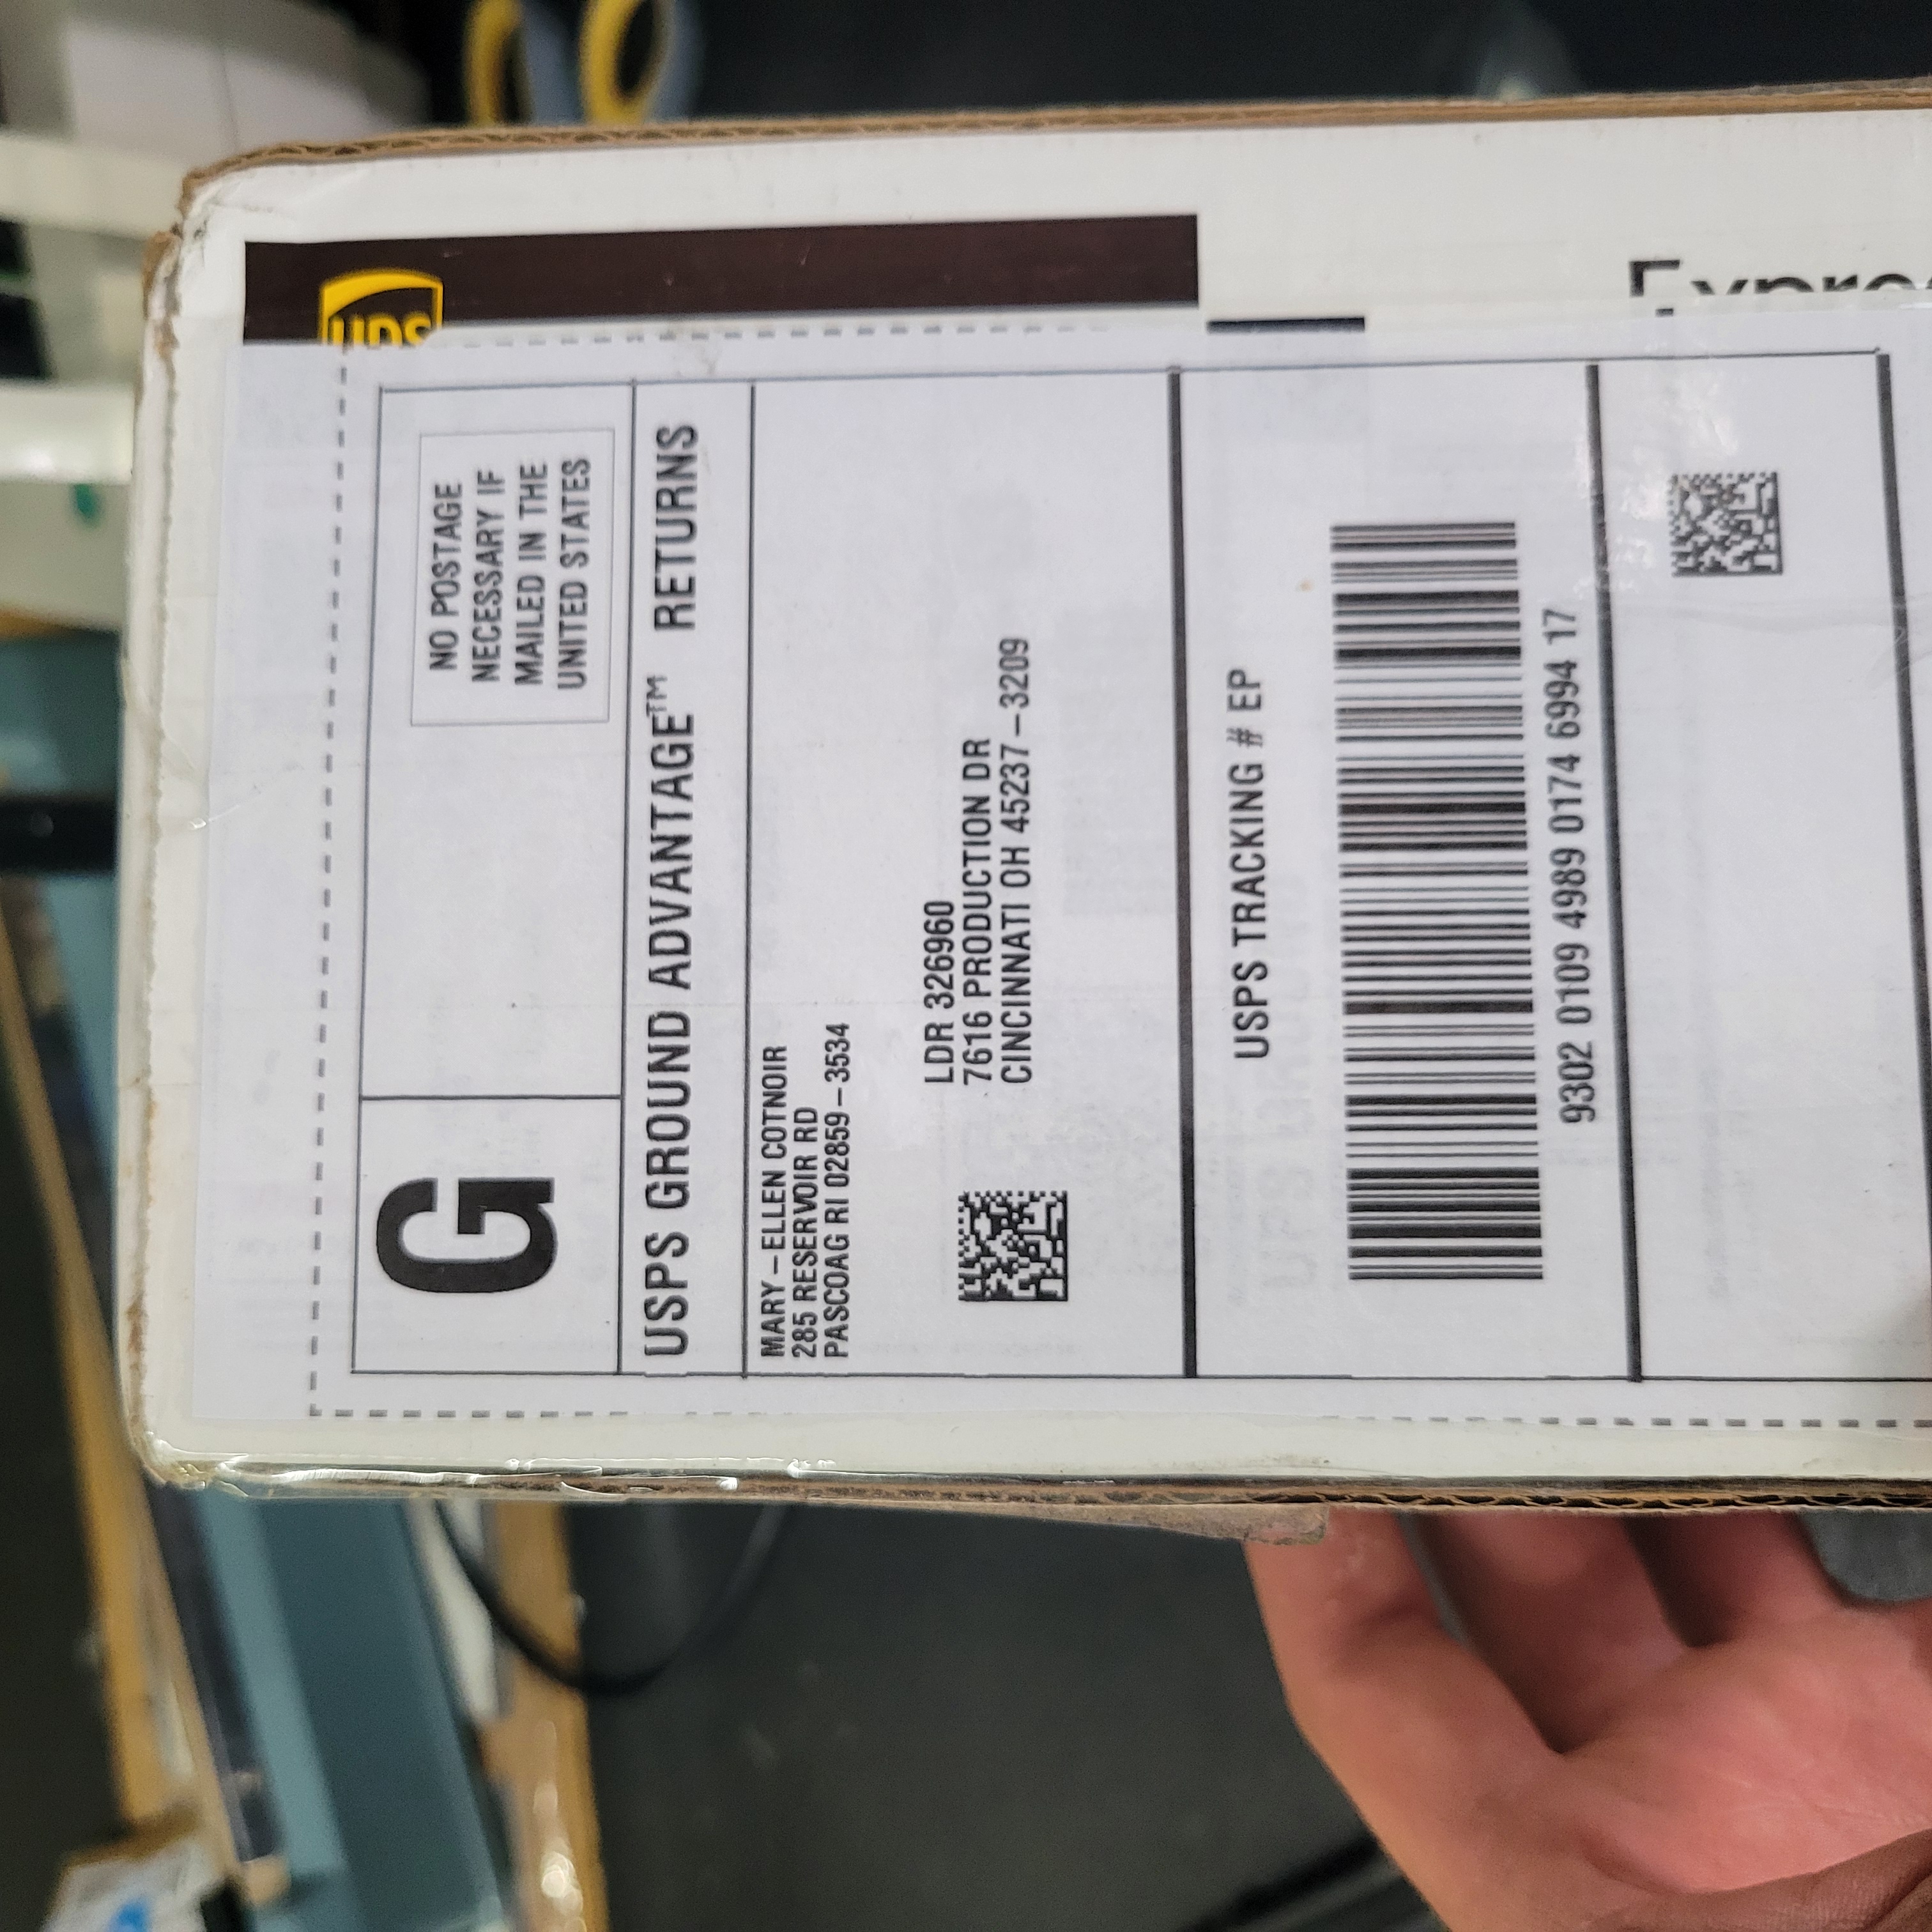 UPS
Expres
G
NO POSTAGE
NECESSARY IF
MAILED IN THE
UNITED STATES
USPS GROUND ADVANTAGE™ RETURNS
MARY-ELLEN COTNOIR
285 RESERVOIR RD
PASCOAG RI 02859-3534
LDR 326960
7616 PRODUCTION DR
CINCINNATI OH 45237-3209
USPS TRACKING # EP
9302 0109 4989 0174 6994 17